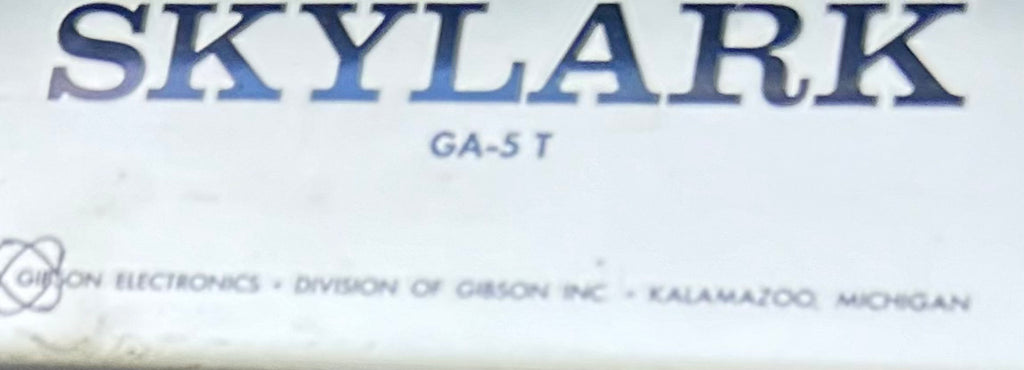 SKYLARK
GA-5 T
GIBSON ELECTRONICS • DIVISION OF GIBSON INC • KALAMAZOO, MICHIGAN